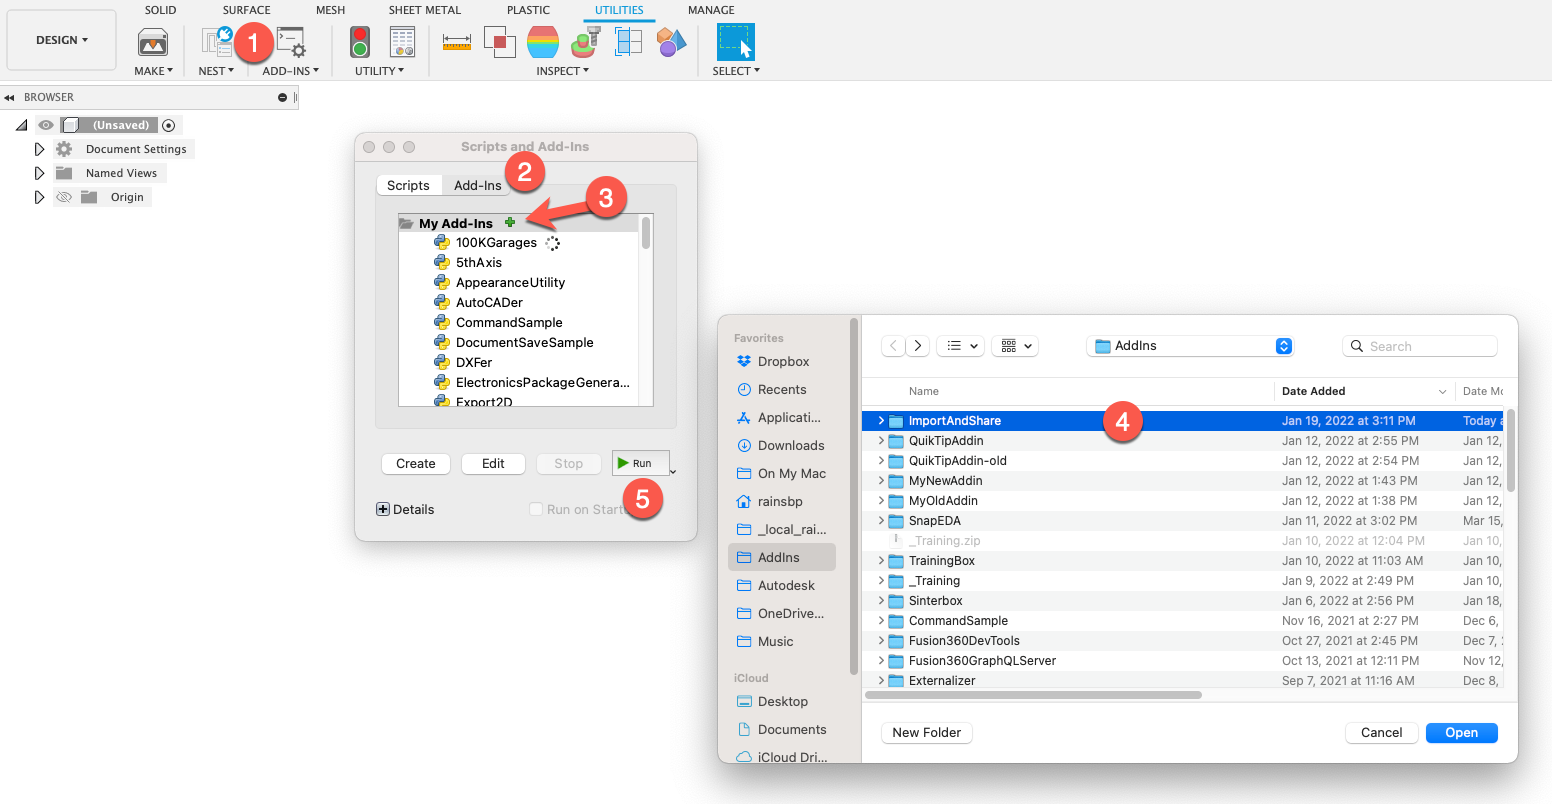 SOLID SURFACE MESH SHEET METAL PLASTIC UTILITIES MANAGE
DESIGN ▾
1
MAKE ▾ NEST ▾ ADD-INS ▾ UTILITY ▾ INSPECT ▾ SELECT ▾
BROWSER
(Unsaved)
Document Settings
Named Views
Origin
Scripts and Add-Ins
Scripts Add-Ins
2
3
My Add-Ins
100KGarages
5thAxis
AppearanceUtility
AutoCADer
CommandSample
DocumentSaveSample
DXFer
ElectronicsPackageGenera...
Export2D
Create Edit Stop Run
5
Details Run on Start
Favorites
Dropbox
Recents
Applicati...
Downloads
On My Mac
rainsbp
_local_rai...
AddIns
Autodesk
OneDrive...
Music
iCloud
Desktop
Documents
iCloud Dri...
AddIns Search
Name Date Added Date Mo
ImportAndShare 4 Jan 19, 2022 at 3:11 PM Today a
QuikTipAddin Jan 12, 2022 at 2:55 PM Jan 12,
QuikTipAddin-old Jan 12, 2022 at 2:54 PM Jan 12,
MyNewAddin Jan 12, 2022 at 1:43 PM Jan 12,
MyOldAddin Jan 12, 2022 at 1:38 PM Jan 12,
SnapEDA Jan 11, 2022 at 3:02 PM Mar 15,
_Training.zip Jan 10, 2022 at 12:04 PM Jan 10,
TrainingBox Jan 10, 2022 at 11:03 AM Jan 10,
_Training Jan 9, 2022 at 2:49 PM Jan 10,
Sinterbox Jan 6, 2022 at 2:56 PM Jan 18,
CommandSample Nov 16, 2021 at 2:27 PM Dec 6,
Fusion360DevTools Oct 27, 2021 at 2:45 PM Dec 7,
Fusion360GraphQLServer Oct 13, 2021 at 12:11 PM Nov 12,
Externalizer Sep 7, 2021 at 11:16 AM Dec 8,
New Folder Cancel Open